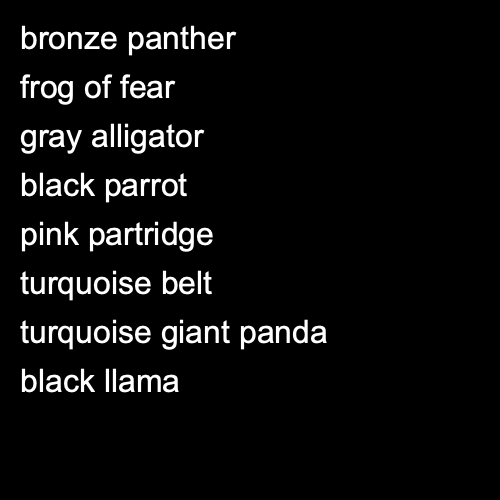 bronze panther
frog of fear
gray alligator
black parrot
pink partridge
turquoise belt
turquoise giant panda
black llama